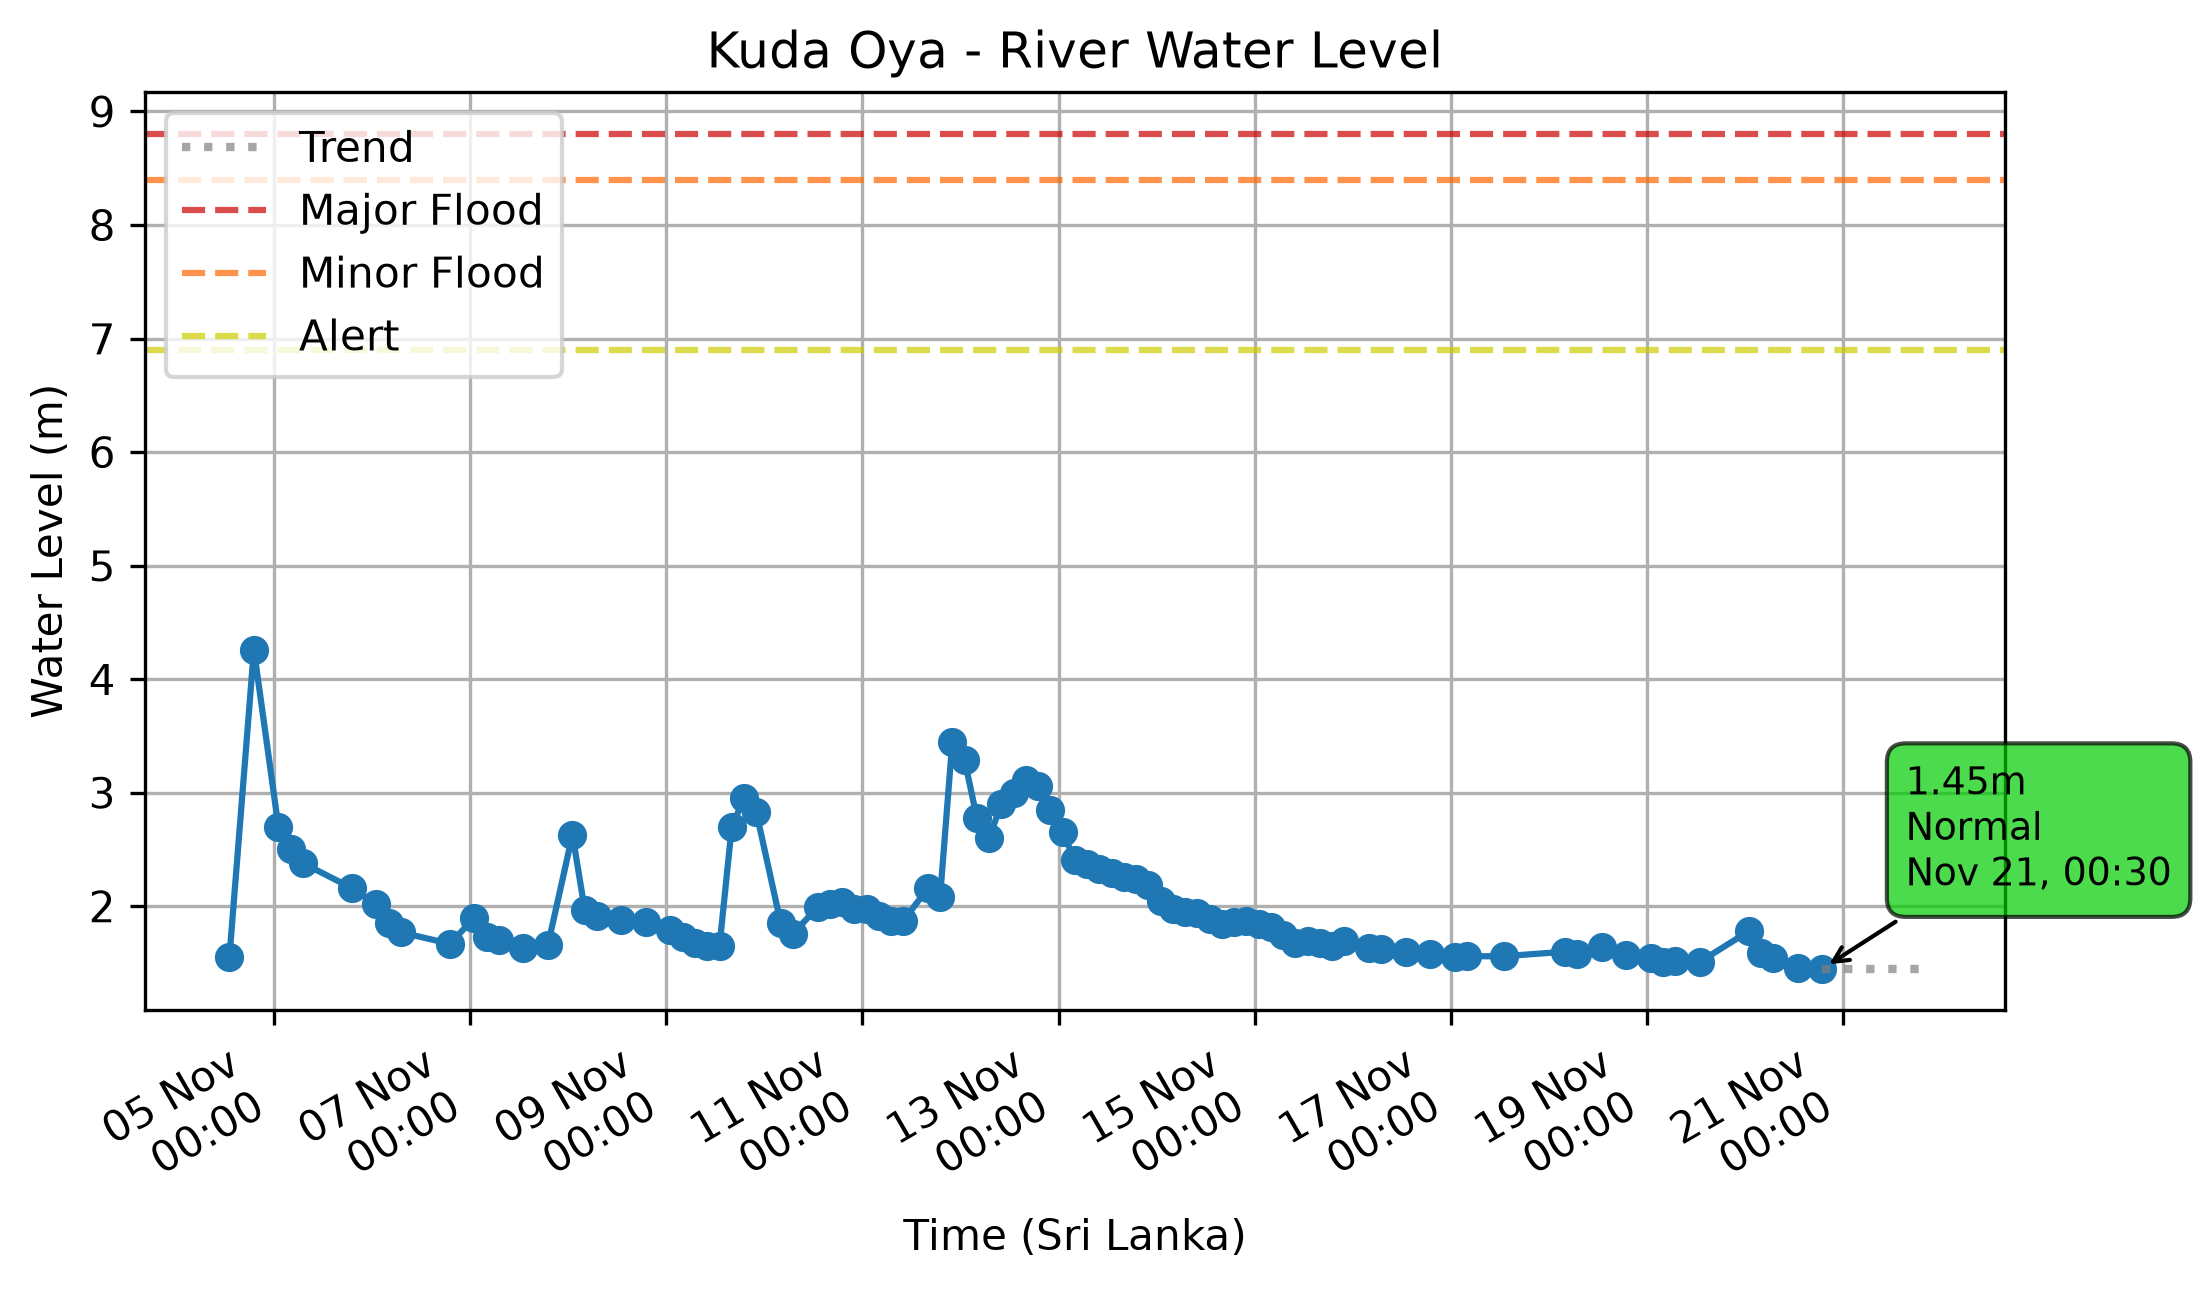 Kuda Oya - River Water Level
9
8
7
6
5
4
3
2
Water Level (m)
Trend
Major Flood
Minor Flood
Alert
1.45m
Normal
Nov 21, 00:30
05 Nov
00:00
07 Nov
00:00
09 Nov
00:00
11 Nov
00:00
13 Nov
00:00
15 Nov
00:00
17 Nov
00:00
19 Nov
00:00
21 Nov
00:00
Time (Sri Lanka)